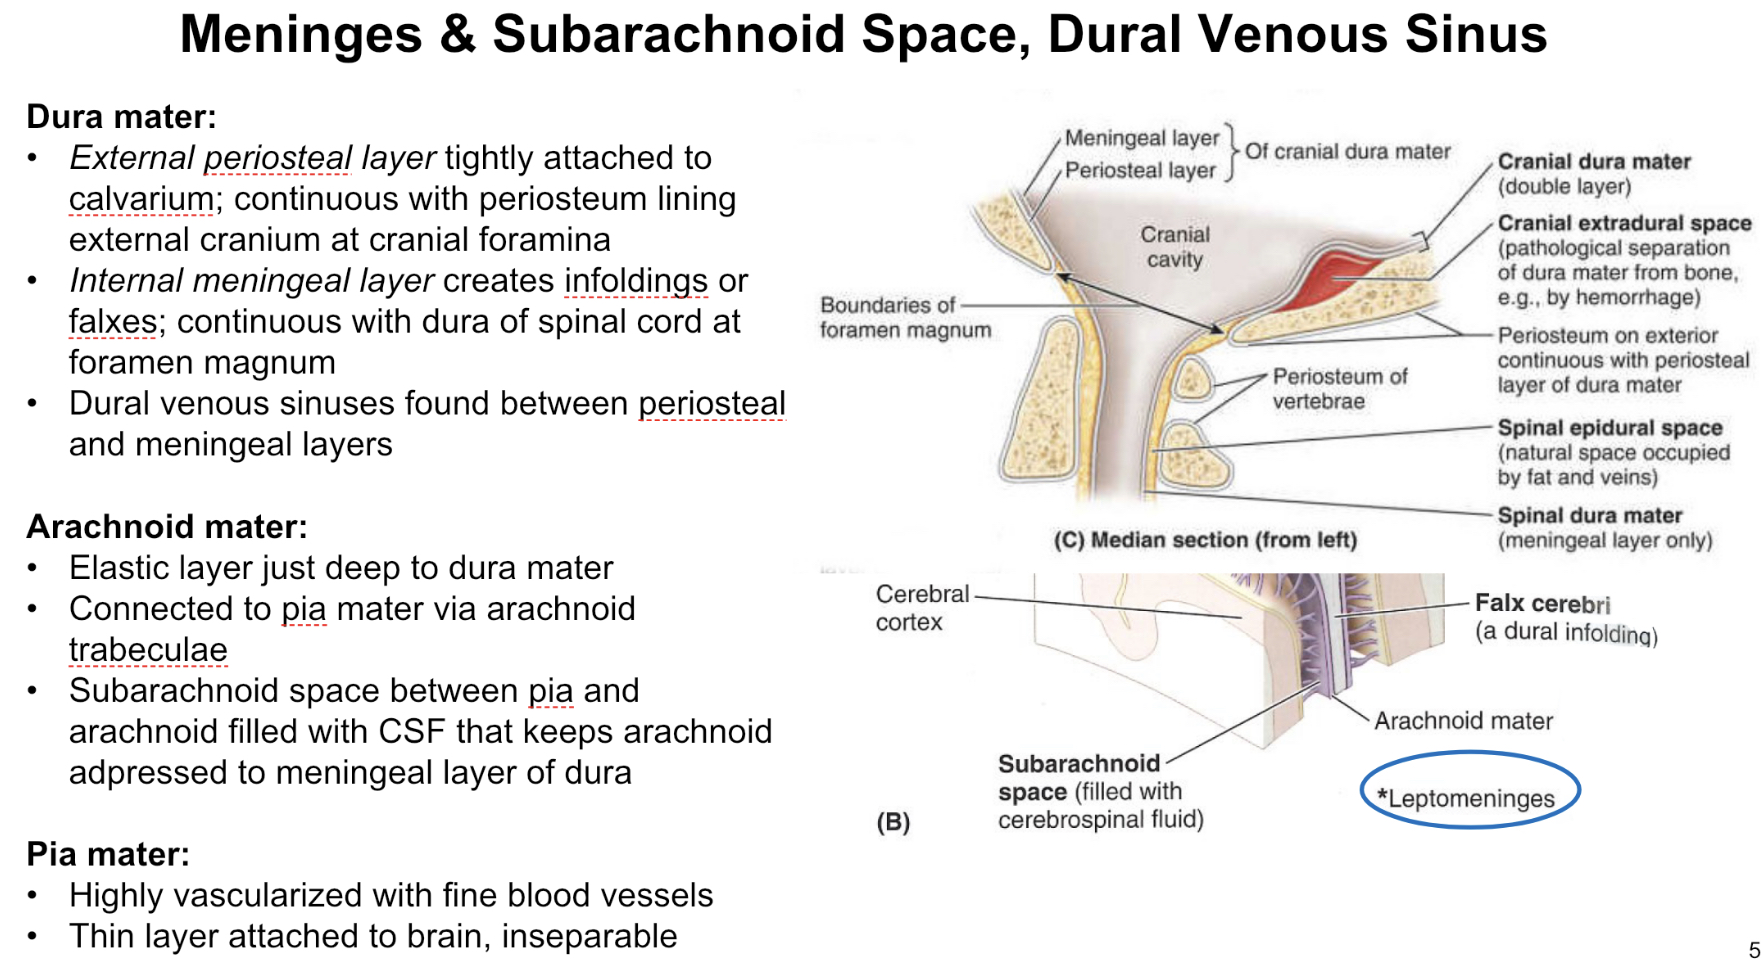 Meninges & Subarachnoid Space, Dural Venous Sinus
Dura mater:
• External periosteal layer tightly attached to
calvarium; continuous with periosteum lining
external cranium at cranial foramina
• Internal meningeal layer creates infoldings or
falxes; continuous with dura of spinal cord at
foramen magnum
• Dural venous sinuses found between periosteal
and meningeal layers
Arachnoid mater:
• Elastic layer just deep to dura mater
• Connected to pia mater via arachnoid
trabeculae
• Subarachnoid space between pia and
arachnoid filled with CSF that keeps arachnoid
adpressed to meningeal layer of dura
Pia mater:
• Highly vascularized with fine blood vessels
• Thin layer attached to brain, inseparable
Meningeal layer
Periosteal layer
Of cranial dura mater
Cranial
cavity
Boundaries of
foramen magnum
Periosteum of
vertebrae
Cranial dura mater
(double layer)
Cranial extradural space
(pathological separation
of dura mater from bone,
e.g., by hemorrhage)
Periosteum on exterior
continuous with periosteal
layer of dura mater
Spinal epidural space
(natural space occupied
by fat and veins)
Spinal dura mater
(meningeal layer only)
(C) Median section (from left)
Cerebral
cortex
Falx cerebri
(a dural infolding)
Arachnoid mater
Subarachnoid
space (filled with
cerebrospinal fluid)
*Leptomeninges
(B)
5